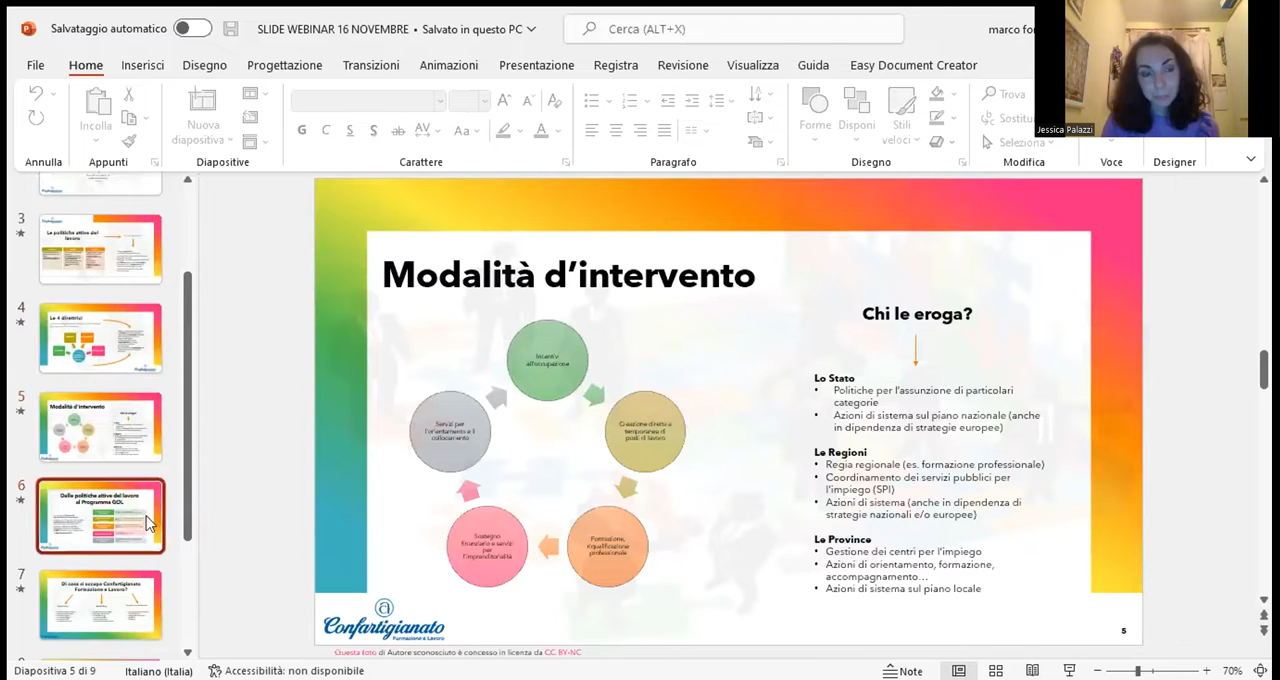 Salvataggio automatico
SLIDE WEBINAR 16 NOVEMBRE • Salvato in questo PC
Cerca (ALT+X)
marco for
Jessica Palazzi
File Home Inserisci Disegno Progettazione Transizioni Animazioni Presentazione Registra Revisione Visualizza Guida Easy Document Creator
Incolla
Nuova
diapositiva
G C S S ab AV Aa A
Forme Disponi Stili
veloci
Trova
Sostitu
Seleziona
Annulla Appunti Diapositive Carattere Paragrafo Disegno Modifica Voce Designer
3
Le politiche attive del
lavoro
4
Le 4 direttrici
5
Modalità d'intervento
6
Delle politiche attive del lavoro
al Programma GOL
7
Di cosa si occupa Confartigianato
Formazione e Lavoro?
Modalità d'intervento
Incentivi
all'occupazione
Creazione diretta e
temporanea di
posti di lavoro
Formazione,
riqualificazione
professionale
Sostegno
finanziario e servizi
per
l'imprenditorialità
Servizi per
l'orientamento e il
collocamento
Chi le eroga?
Lo Stato
• Politiche per l'assunzione di particolari
categorie
• Azioni di sistema sul piano nazionale (anche
in dipendenza di strategie europee)
Le Regioni
• Regia regionale (es. formazione professionale)
• Coordinamento dei servizi pubblici per
l'impiego (SPI)
• Azioni di sistema (anche in dipendenza di
strategie nazionali e/o europee)
Le Province
• Gestione dei centri per l'impiego
• Azioni di orientamento, formazione,
accompagnamento...
• Azioni di sistema sul piano locale
Confartigianato
Formazione e Lavoro
5
Questa foto di Autore sconosciuto è concesso in licenza da CC BY-NC
Diapositiva 5 di 9 Italiano (Italia) Accessibilità: non disponibile Note 70%